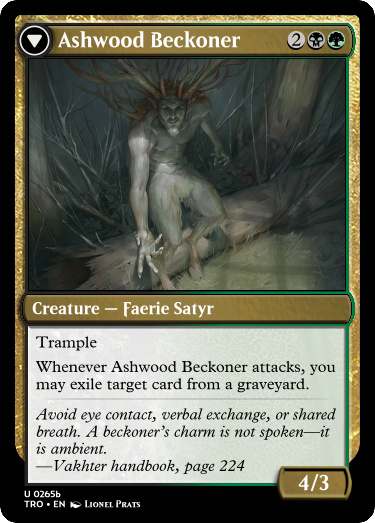 Ashwood Beckoner 2
Creature — Faerie Satyr
Trample
Whenever Ashwood Beckoner attacks, you
may exile target card from a graveyard.
Avoid eye contact, verbal exchange, or shared
breath. A beckoner's charm is not spoken—it
is ambient.
—Vakhter handbook, page 224
4/3
U 0265b
TRO • EN Lionel Prats